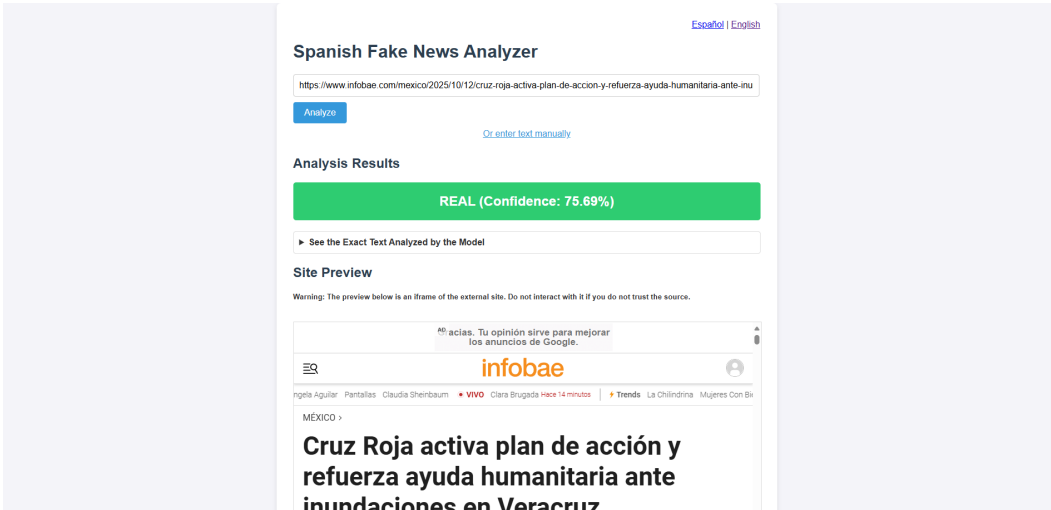 Español | English
Spanish Fake News Analyzer
https://www.infobae.com/mexico/2025/10/12/cruz-roja-activa-plan-de-accion-y-refuerza-ayuda-humanitaria-ante-inu
Analyze
Or enter text manually
Analysis Results
REAL (Confidence: 75.69%)
▶ See the Exact Text Analyzed by the Model
Site Preview
Warning: The preview below is an iframe of the external site. Do not interact with it if you do not trust the source.
AD acias. Tu opinión sirve para mejorar
los anuncios de Google.
infobae
ngela Aguilar Pantallas Claudia Sheinbaum • VIVO Clara Brugada Hace 14 minutos Trends La Chilindrina Mujeres Con Bie
MÉXICO >
Cruz Roja activa plan de acción y
refuerza ayuda humanitaria ante
inundaciones en Veracruz